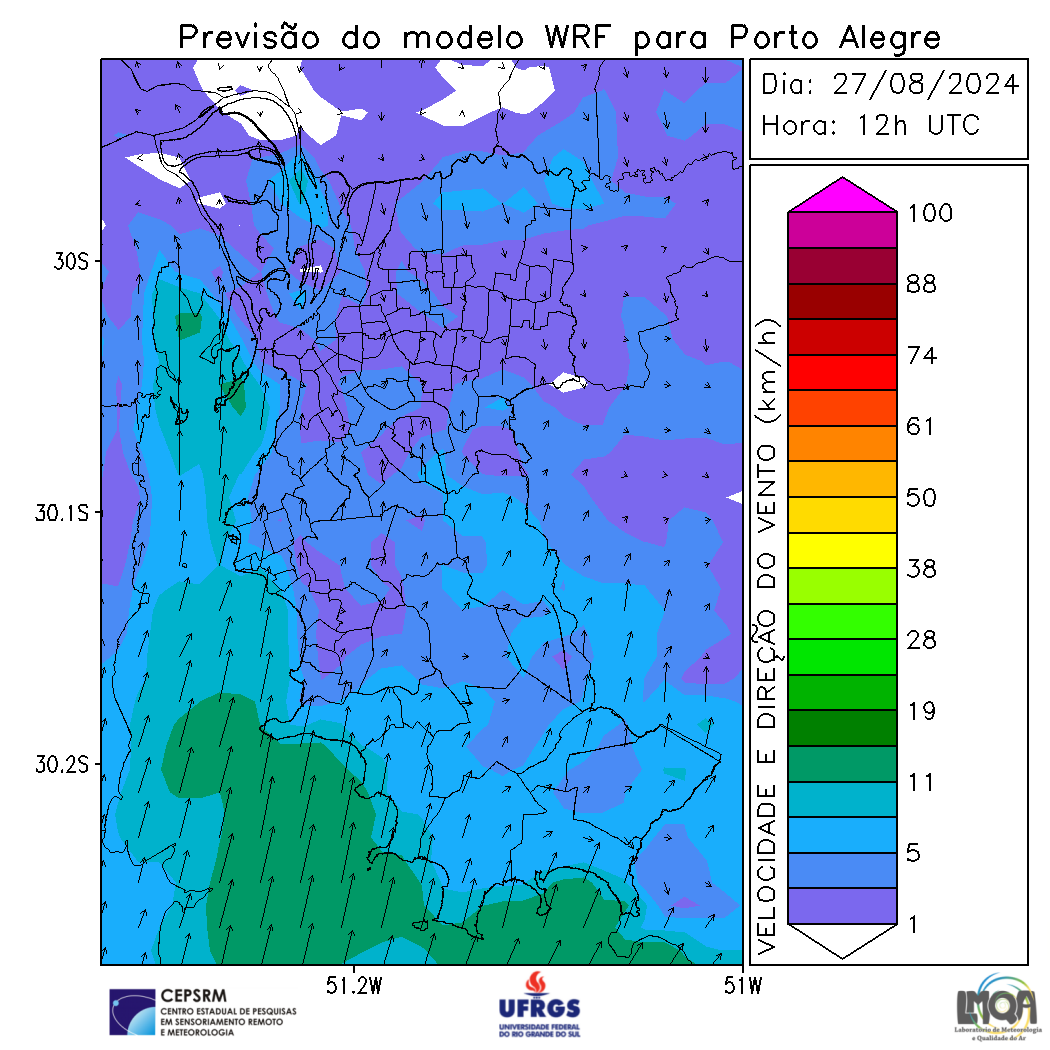 Previsão do modelo WRF para Porto Alegre
Dia: 27/08/2024
Hora: 12h UTC
30S
30.1S
30.2S
51.2W
51W
VELOCIDADE E DIREÇÃO DO VENTO (km/h)
100
88
74
61
50
38
28
19
11
5
1
CEPSRM
CENTRO ESTADUAL DE PESQUISAS
EM SENSORIAMENTO REMOTO
E METEOROLOGIA
UFRGS
UNIVERSIDADE FEDERAL
DO RIO GRANDE DO SUL
LMQA
Laboratório de Meteorologia
e Qualidade do Ar